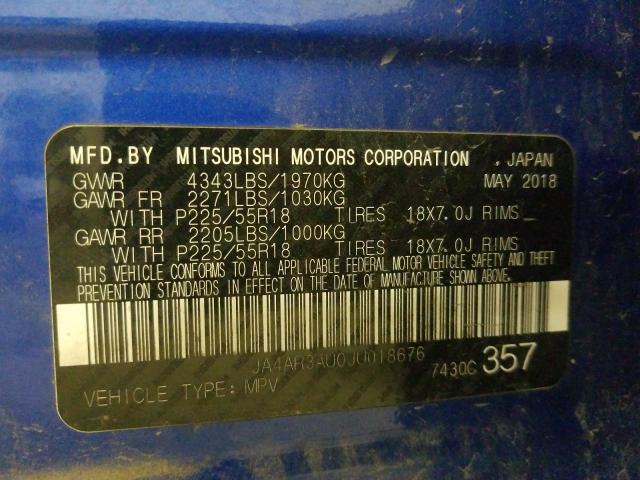 MFD.BY MITSUBISHI MOTORS CORPORATION , JAPAN
GVWR 4343LBS/1970KG MAY 2018
GAWR FR 2271LBS/1030KG
WITH P225/55R18 TIRES 18X7.0J RIMS
GAWR RR 2205LBS/1000KG
WITH P225/55R18 TIRES 18X7.0J RIMS
THIS VEHICLE CONFORMS TO ALL APPLICABLE FEDERAL MOTOR VEHICLE SAFETY AND THEFT
PREVENTION STANDARDS IN EFFECT ON THE DATE OF MANUFACTURE SHOWN ABOVE.
JA4AR3AU0JU018676
7430C 357
VEHICLE TYPE: MPV